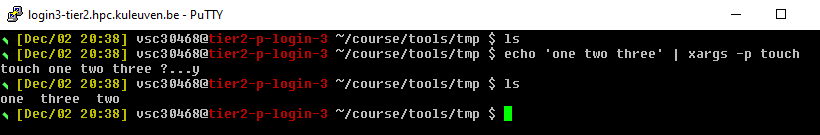 login3-tier2.hpc.kuleuven.be - PuTTY
[Dec/02 20:38] vsc30468@tier2-p-login-3 ~/course/tools/tmp $ ls
[Dec/02 20:38] vsc30468@tier2-p-login-3 ~/course/tools/tmp $ echo 'one two three' | xargs -p touch
touch one two three ?...y
[Dec/02 20:38] vsc30468@tier2-p-login-3 ~/course/tools/tmp $ ls
one  three  two
[Dec/02 20:38] vsc30468@tier2-p-login-3 ~/course/tools/tmp $